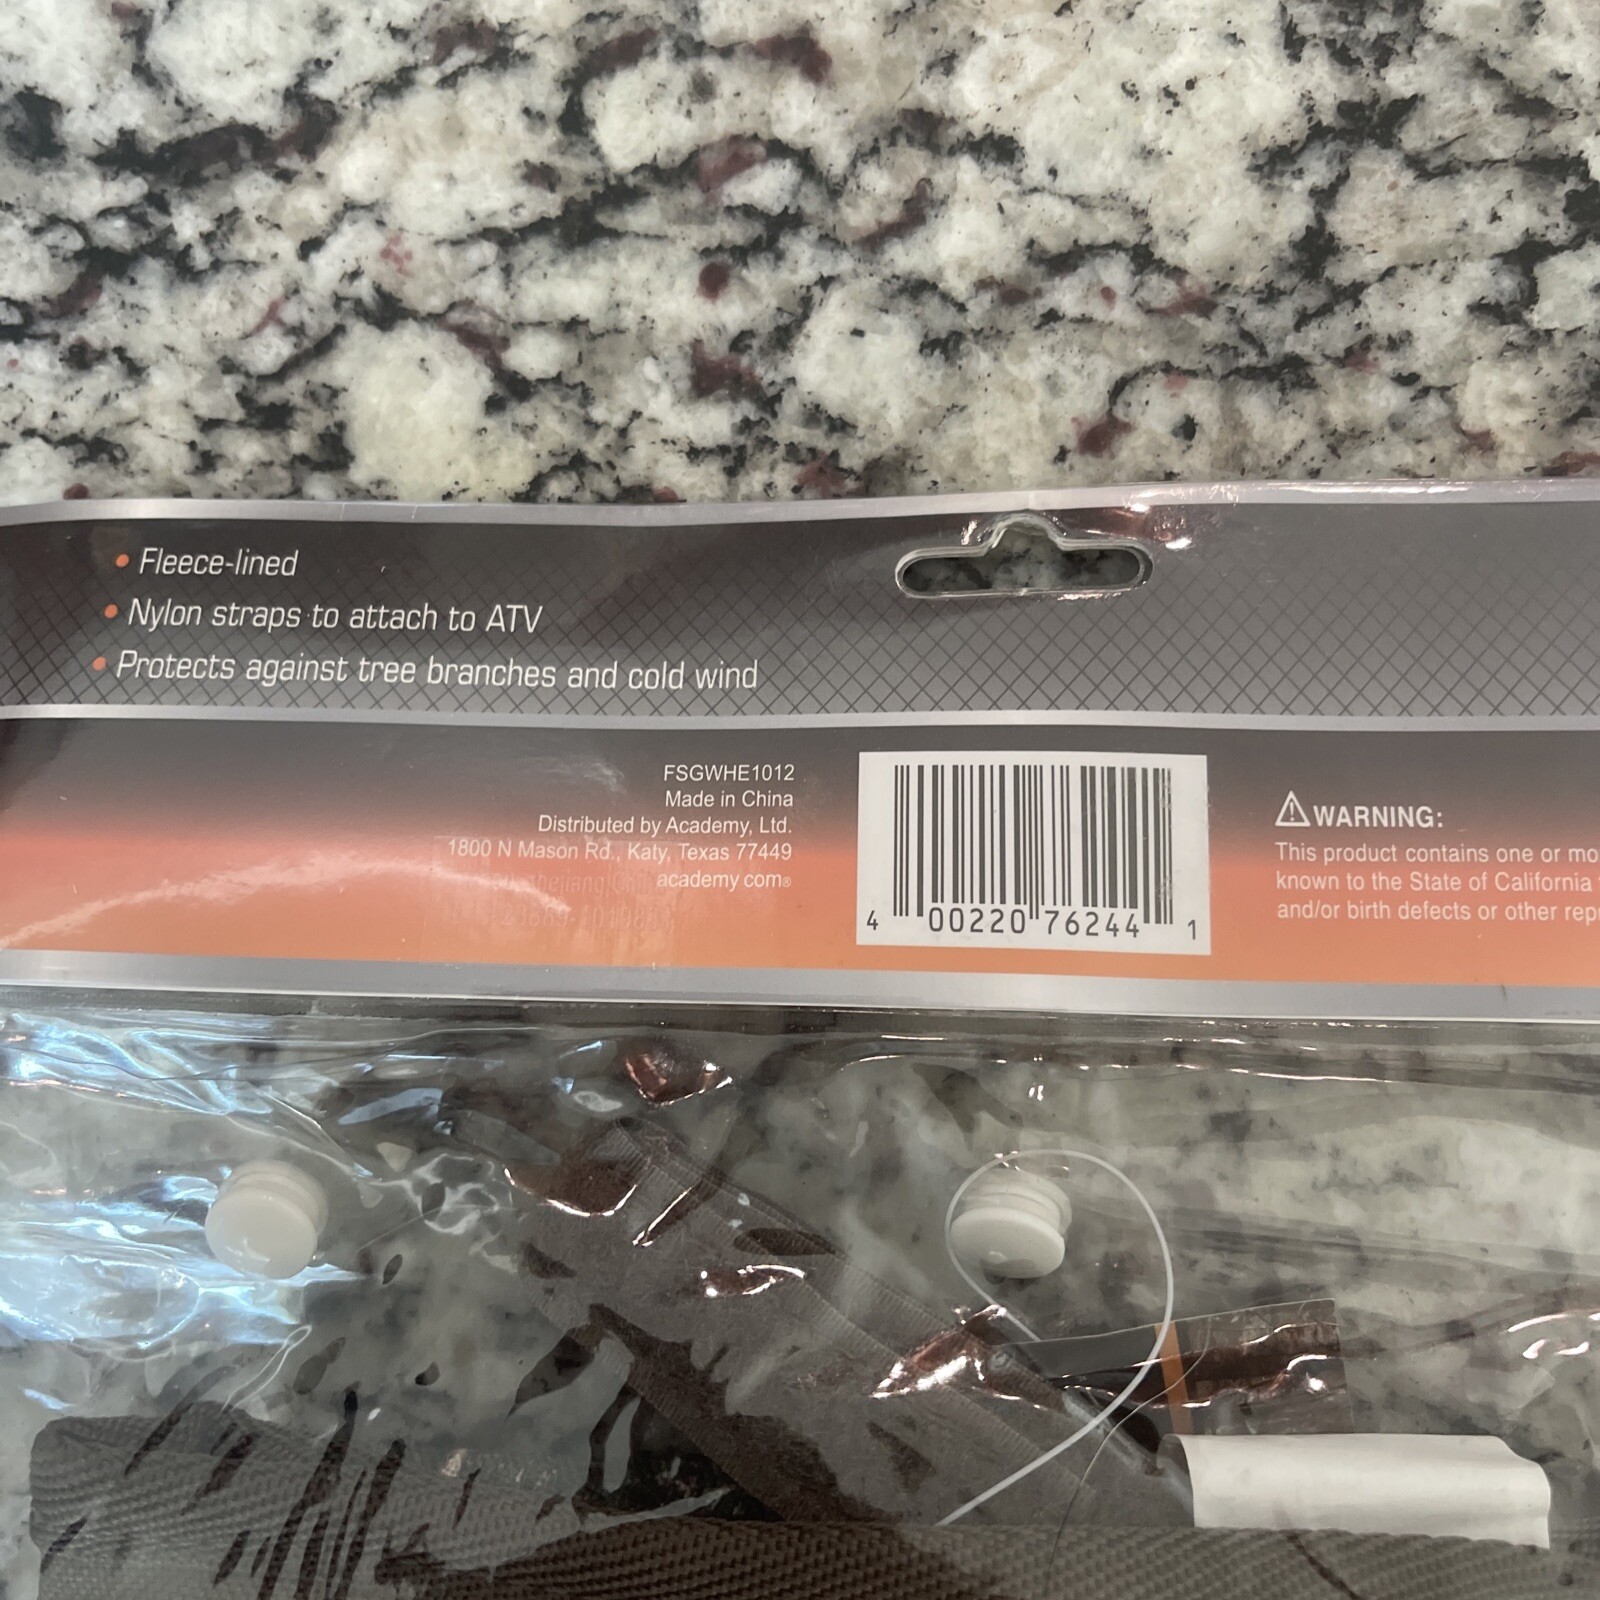 • Fleece-lined
• Nylon straps to attach to ATV
• Protects against tree branches and cold wind
FSGWHE1012
Made in China
Distributed by Academy, Ltd.
1800 N Mason Rd., Katy, Texas 77449
academy com®
4 00220 76244 1
⚠WARNING:
This product contains one or mo
known to the State of California
and/or birth defects or other rep